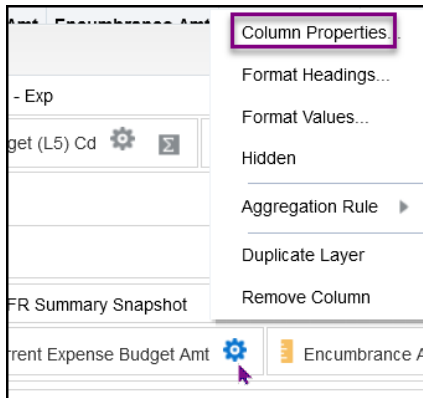 Amt Encumbrance Amt
Column Properties...
Format Headings...
- Exp
Format Values...
get (L5) Cd Σ
Hidden
Aggregation Rule
Duplicate Layer
FR Summary Snapshot
Remove Column
rrent Expense Budget Amt
Encumbrance A